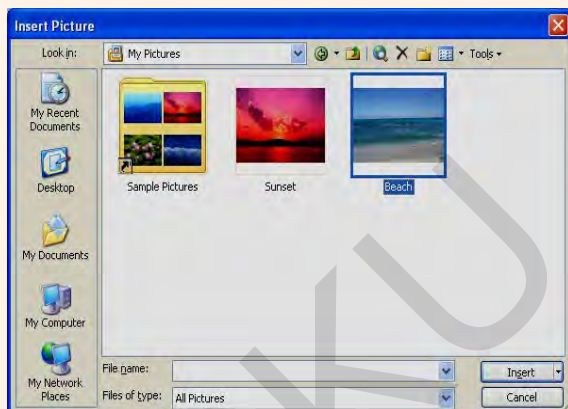 Insert Picture
Look in:
My Pictures
Tools
My Recent
Documents
Desktop
My Documents
My Computer
My Network
Places
Sample Pictures
Sunset
Beach
File name:
Insert
Files of type:
All Pictures
Cancel
KU